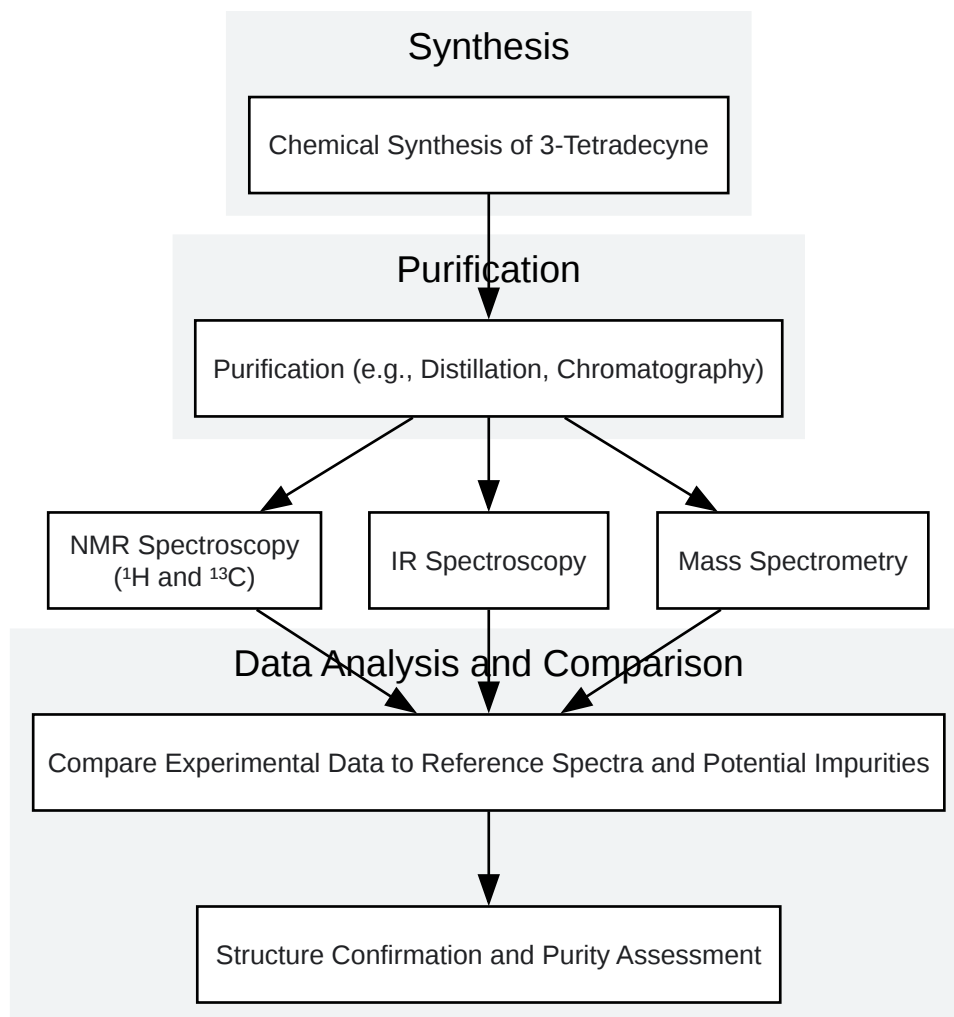 Synthesis
Chemical Synthesis of 3-Tetradecyne
Purification
Purification (e.g., Distillation, Chromatography)
NMR Spectroscopy
(¹H and ¹³C)
IR Spectroscopy
Mass Spectrometry
Data Analysis and Comparison
Compare Experimental Data to Reference Spectra and Potential Impurities
Structure Confirmation and Purity Assessment